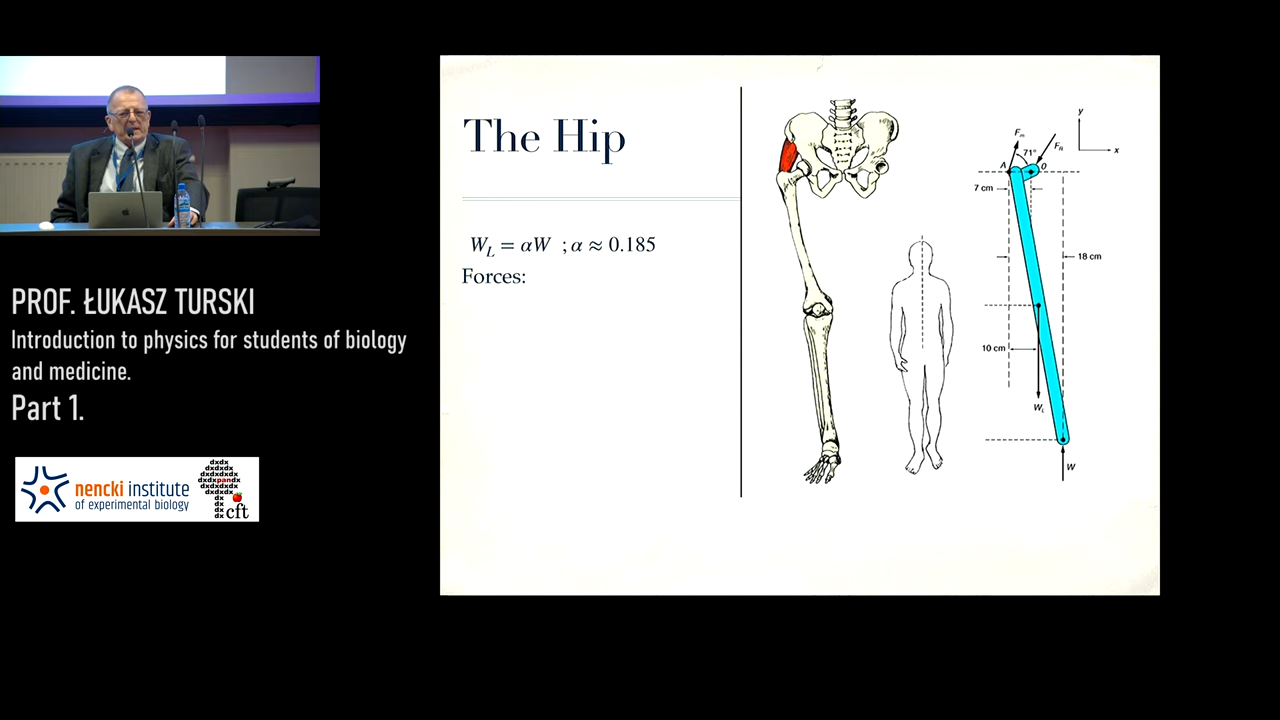 The Hip
W_L = αW ; α ≈ 0.185
Forces:
y
x
F_m
F_R
71°
A
O
7 cm
18 cm
10 cm
W_L
W
PROF. ŁUKASZ TURSKI
Introduction to physics for students of biology
and medicine.
Part 1.
nencki institute
of experimental biology
dxdx
dxdxdx
dxdxdxdx
dxdxpandx
dxdxdxdx
dxdxdx
dx
dx
dx
dx
cft